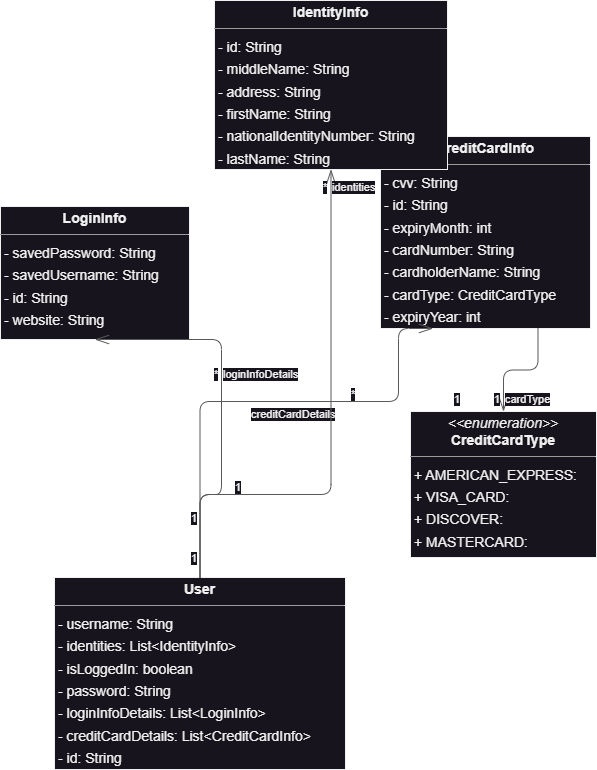 IdentityInfo
- id: String
- middleName: String
- address: String
- firstName: String
- nationalIdentityNumber: String
- lastName: String
reditCardInfo
- cvv: String
- id: String
- expiryMonth: int
- cardNumber: String
- cardholderName: String
- cardType: CreditCardType
- expiryYear: int
* identities
LoginInfo
- savedPassword: String
- savedUsername: String
- id: String
- website: String
* loginInfoDetails
*
creditCardDetails
1
1 cardType
<<enumeration>>
CreditCardType
+ AMERICAN_EXPRESS:
+ VISA_CARD:
+ DISCOVER:
+ MASTERCARD:
1
1
1
User
- username: String
- identities: List<IdentityInfo>
- isLoggedIn: boolean
- password: String
- loginInfoDetails: List<LoginInfo>
- creditCardDetails: List<CreditCardInfo>
- id: String